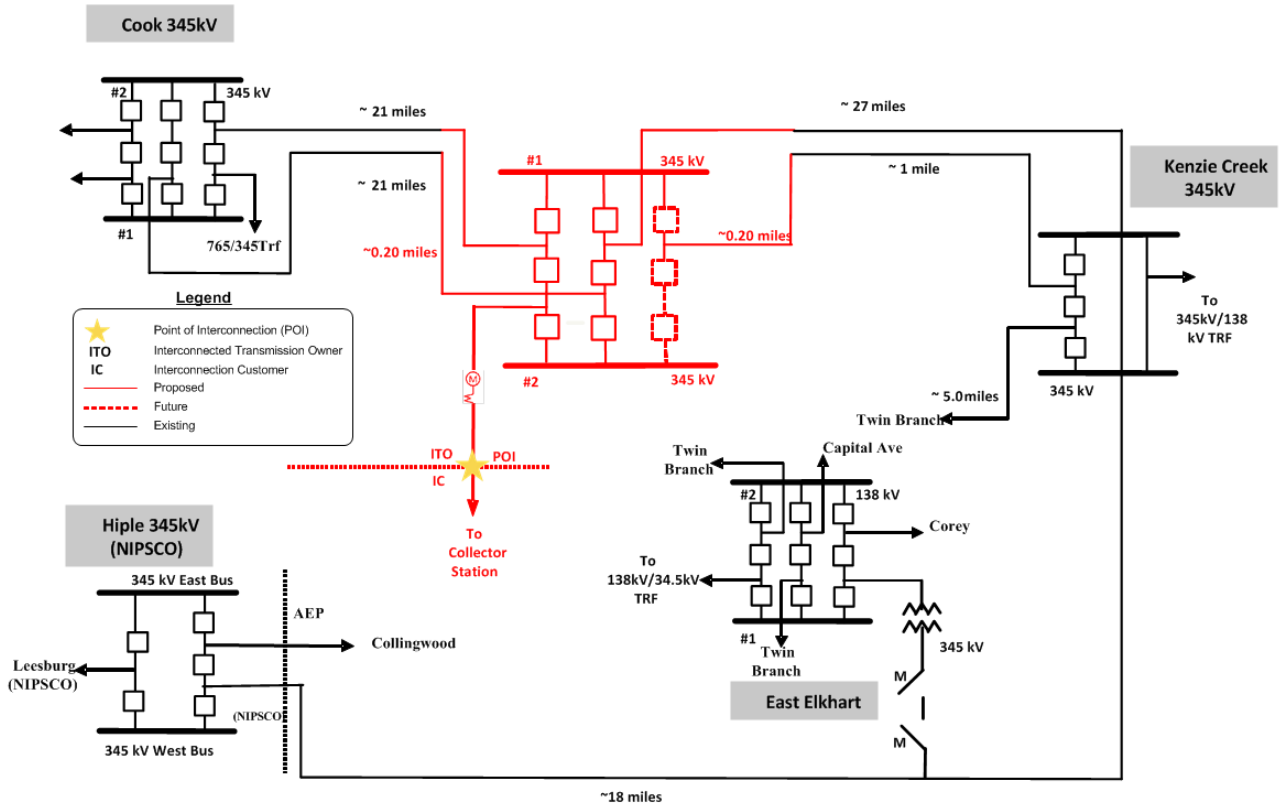 Cook 345kV
#2
345 kV
#1
765/345Trf
~ 21 miles
~ 21 miles
~0.20 miles
~ 27 miles
~ 1 mile
~0.20 miles
#1
345 kV
#2
345 kV
Kenzie Creek
345kV
To
345kV/138
kV TRF
345 kV
~ 5.0miles
Twin Branch
Legend
Point of Interconnection (POI)
ITO
Interconnected Transmission Owner
IC
Interconnection Customer
Proposed
Future
Existing
M
ITO
POI
IC
To
Collector
Station
Twin
Branch
Capital Ave
#2
138 kV
Corey
To
138kV/34.5kV
TRF
#1
Twin
Branch
345 kV
M
M
East Elkhart
Hiple 345kV
(NIPSCO)
345 kV East Bus
AEP
Collingwood
Leesburg
(NIPSCO)
(NIPSCO)
345 kV West Bus
~18 miles